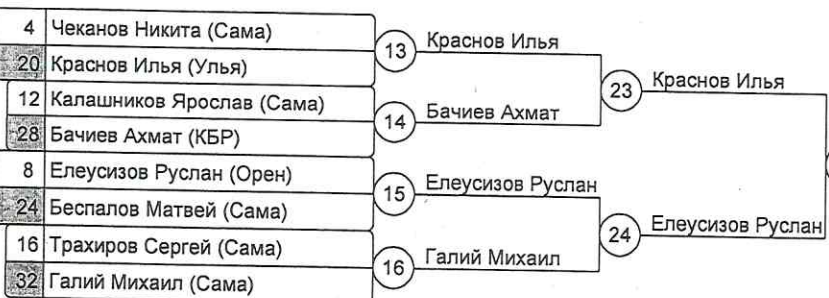 4 Чеканов Никита (Сама)
20 Краснов Илья (Улья)
12 Калашников Ярослав (Сама)
28 Бачиев Ахмат (КБР)
8 Елеусизов Руслан (Орен)
24 Беспалов Матвей (Сама)
16 Трахиров Сергей (Сама)
32 Галий Михаил (Сама)
13 Краснов Илья
14 Бачиев Ахмат
15 Елеусизов Руслан
16 Галий Михаил
23 Краснов Илья
24 Елеусизов Руслан